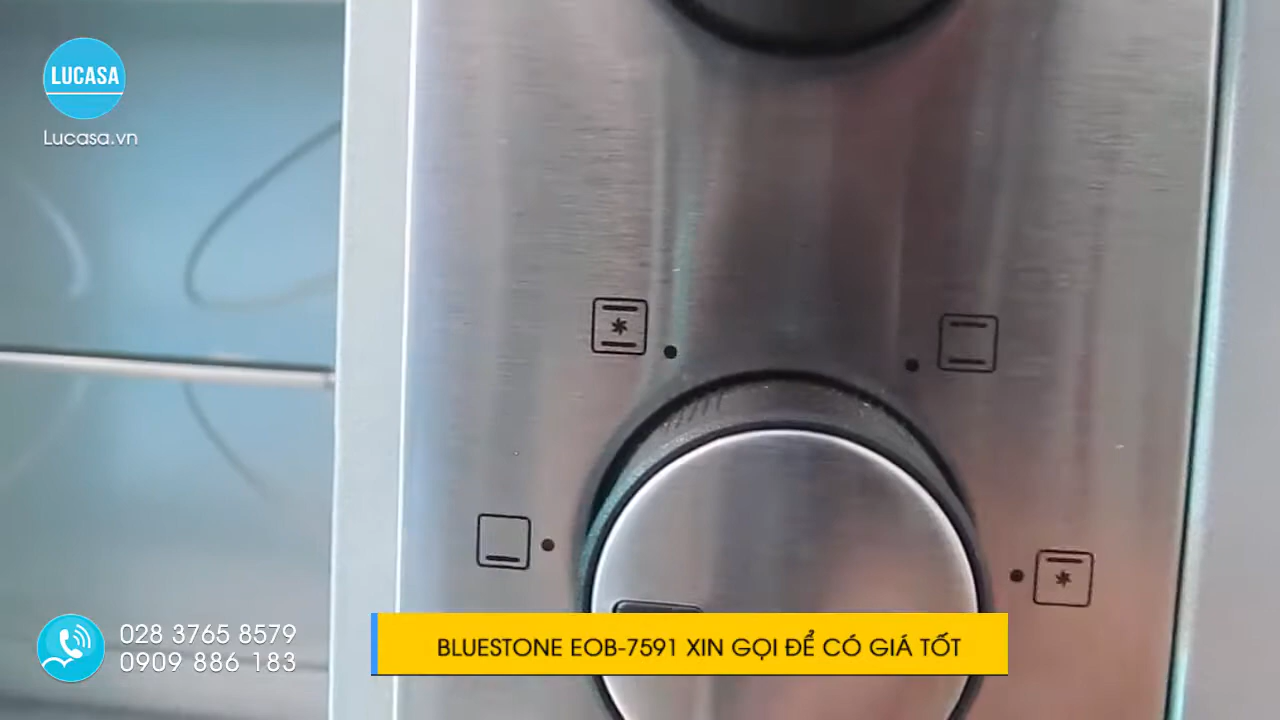 LUCASA
Lucasa.vn
028 3765 8579
0909 886 183
BLUESTONE EOB-7591 XIN GỌI ĐỂ CÓ GIÁ TỐT